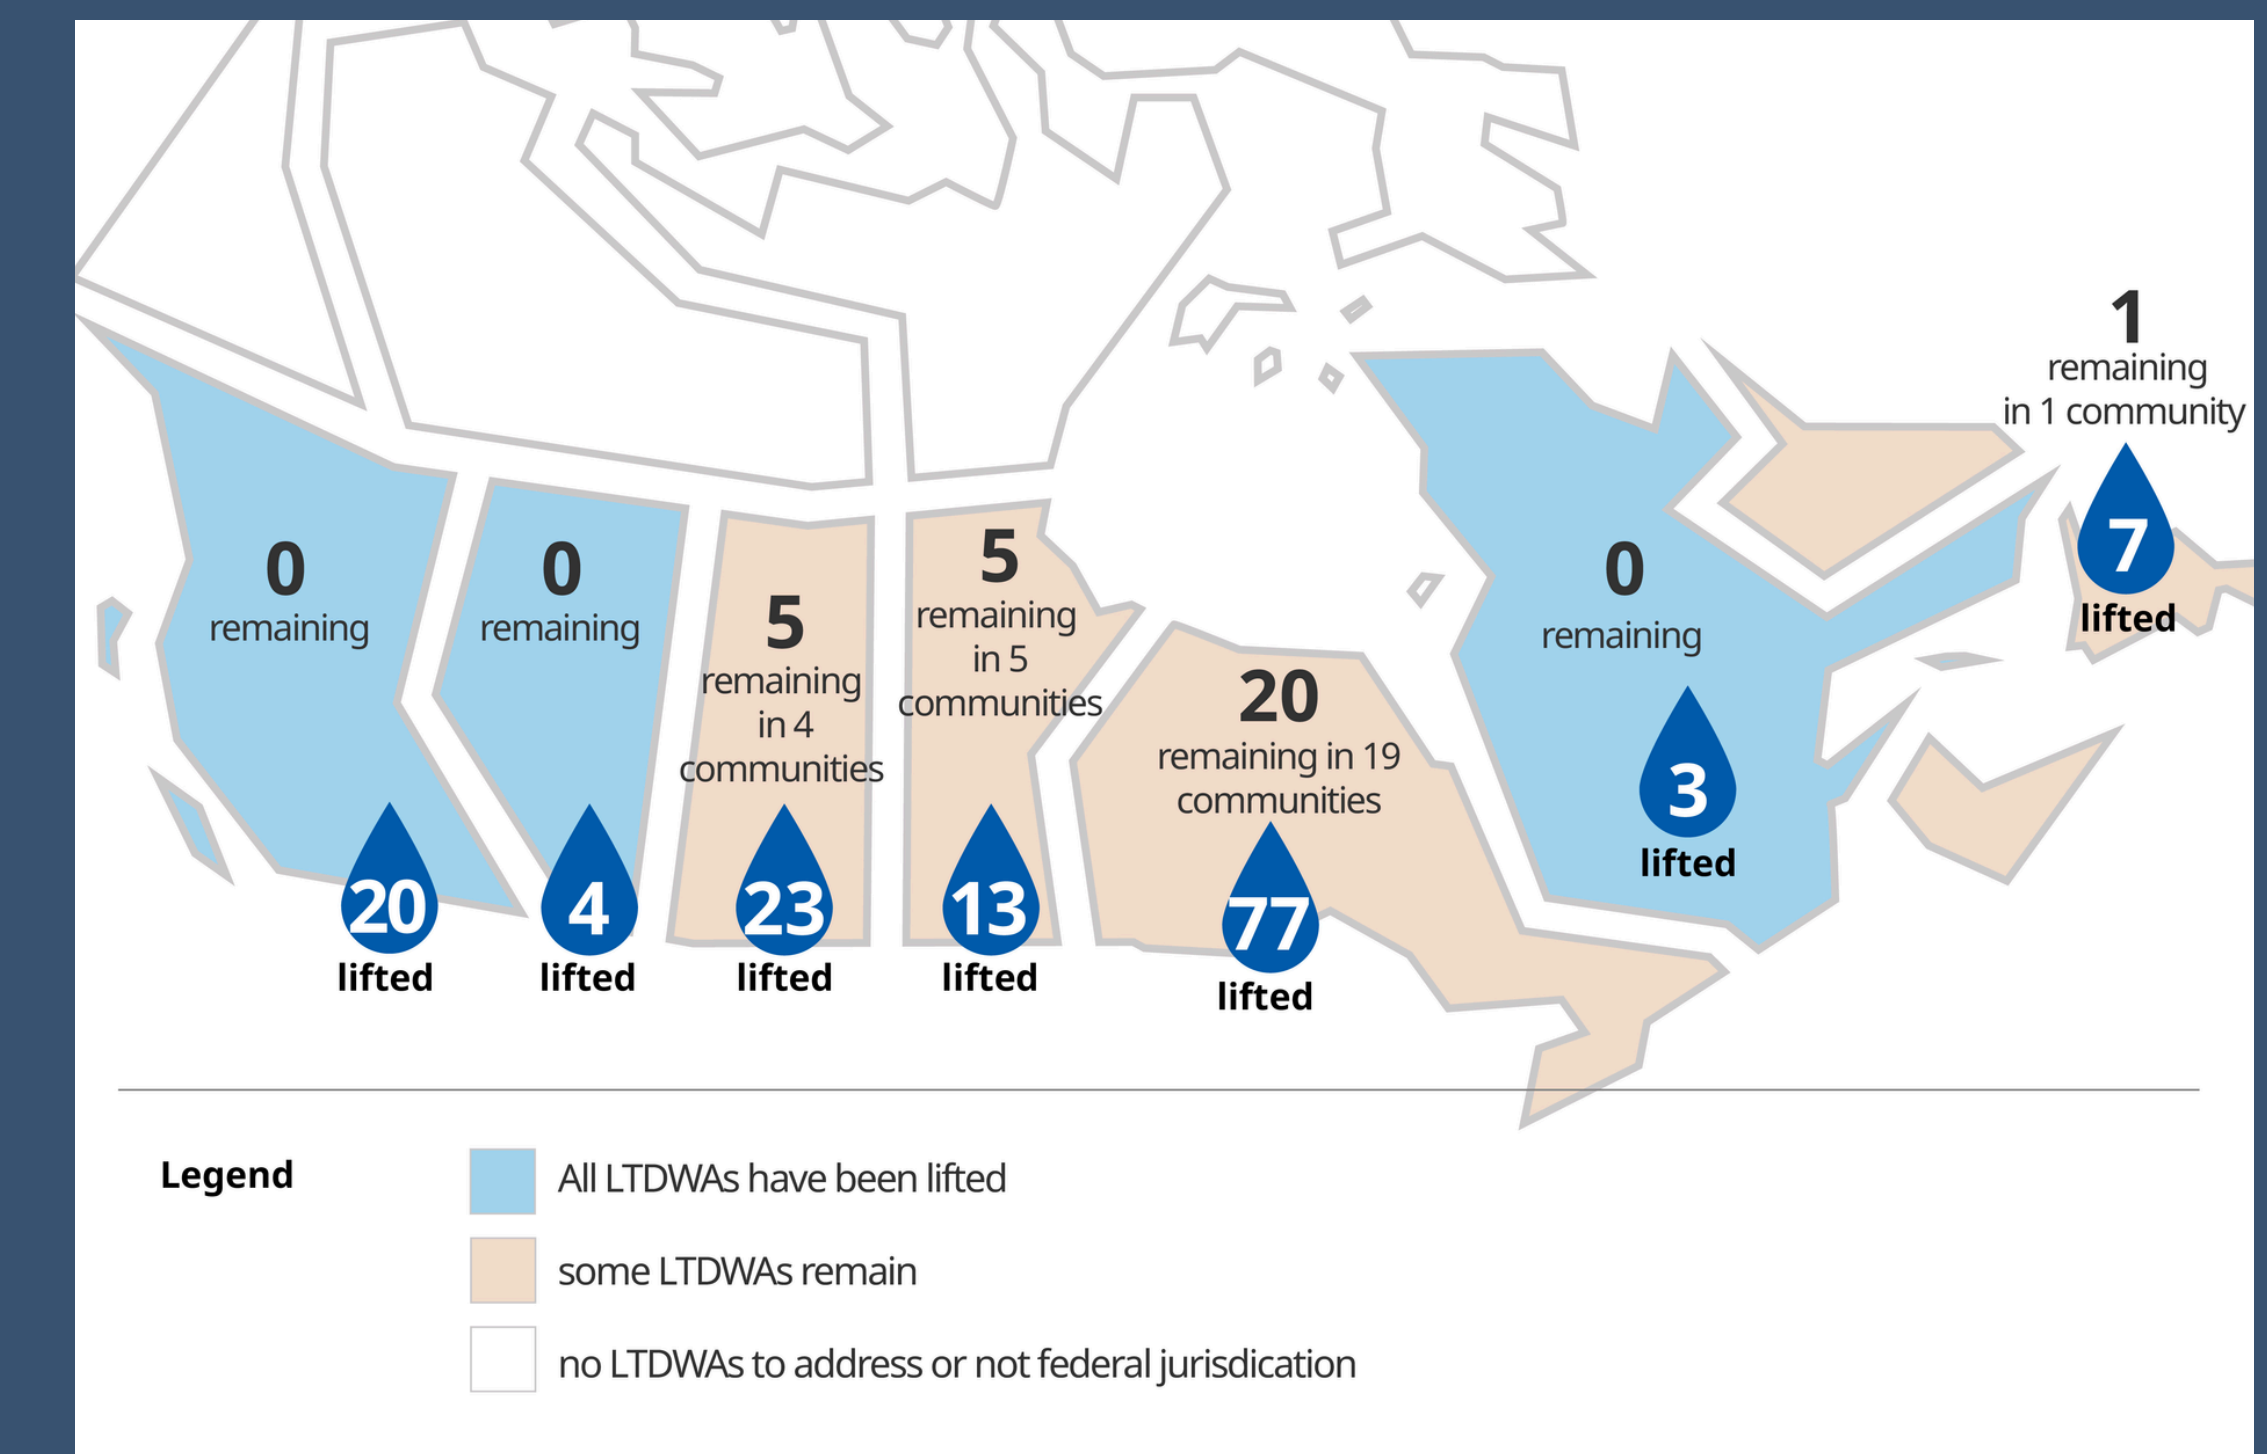 1
remaining
in 1 community
7
lifted
0
remaining
20
lifted
0
remaining
4
lifted
5
remaining
in 4
communities
23
lifted
5
remaining
in 5
communities
13
lifted
20
remaining in 19
communities
77
lifted
0
remaining
3
lifted
Legend
All LTDWAs have been lifted
some LTDWAs remain
no LTDWAs to address or not federal jurisdication